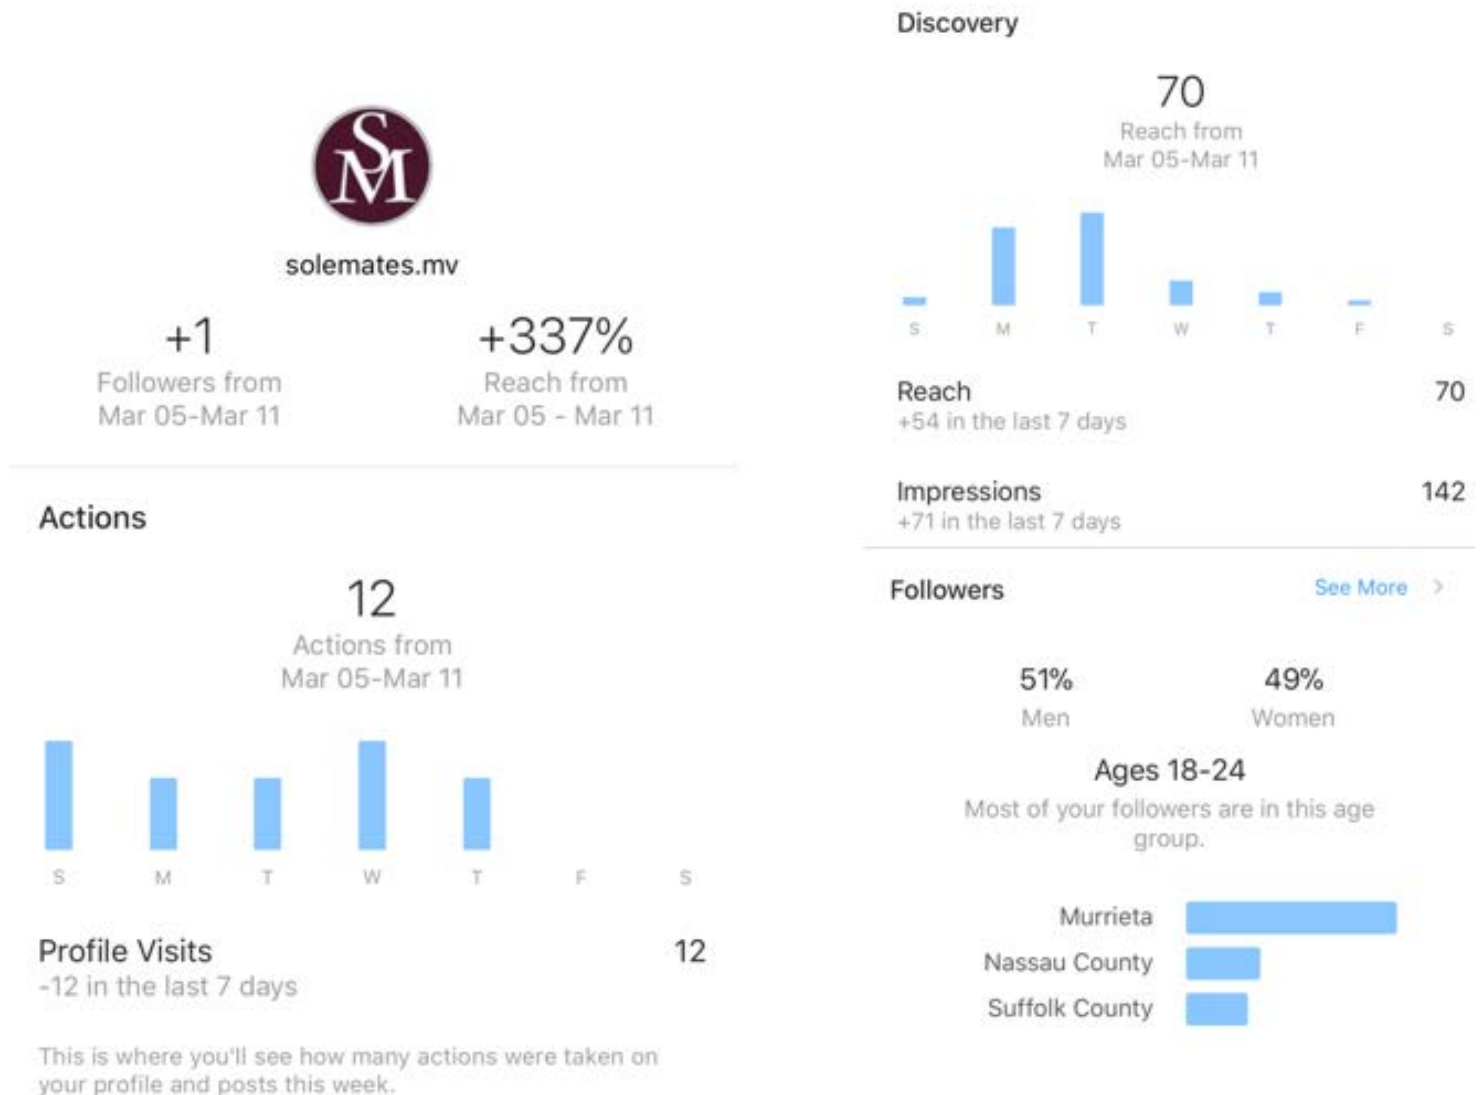 SM
solemates.mv
+1
Followers from
Mar 05-Mar 11
+337%
Reach from
Mar 05 - Mar 11
Actions
12
Actions from
Mar 05-Mar 11
S M T W T F S
Profile Visits 12
-12 in the last 7 days
This is where you'll see how many actions were taken on
your profile and posts this week.
Discovery
70
Reach from
Mar 05-Mar 11
S M T W T F S
Reach 70
+54 in the last 7 days
Impressions 142
+71 in the last 7 days
Followers See More >
51% 49%
Men Women
Ages 18-24
Most of your followers are in this age
group.
Murrieta
Nassau County
Suffolk County